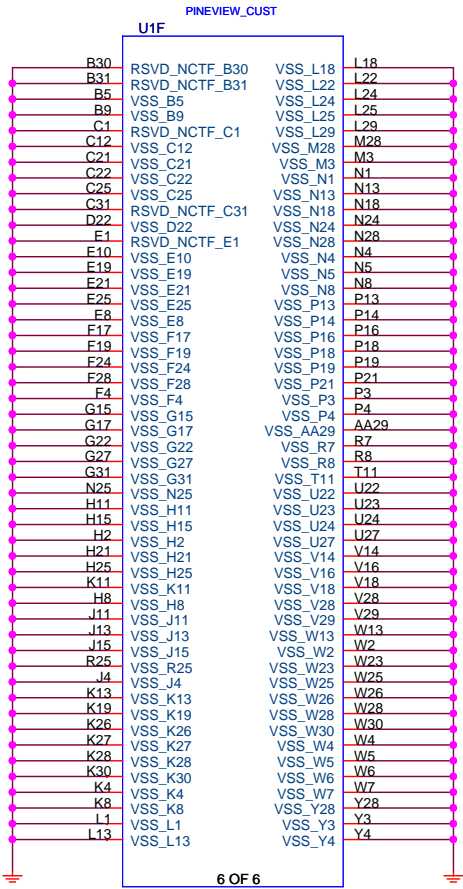 PINEVIEW_CUST
U1F
B30 RSVD_NCTF_B30 VSS_L18 L18
B31 RSVD_NCTF_B31 VSS_L22 L22
B5 VSS_B5 VSS_L24 L24
B9 VSS_B9 VSS_L25 L25
C1 RSVD_NCTF_C1 VSS_L29 L29
C12 VSS_C12 VSS_M28 M28
C21 VSS_C21 VSS_M3 M3
C22 VSS_C22 VSS_N1 N1
C25 VSS_C25 VSS_N13 N13
C31 RSVD_NCTF_C31 VSS_N18 N18
D22 VSS_D22 VSS_N24 N24
E1 RSVD_NCTF_E1 VSS_N28 N28
E10 VSS_E10 VSS_N4 N4
E19 VSS_E19 VSS_N5 N5
E21 VSS_E21 VSS_N8 N8
E25 VSS_E25 VSS_P13 P13
E8 VSS_E8 VSS_P14 P14
F17 VSS_F17 VSS_P16 P16
F19 VSS_F19 VSS_P18 P18
F24 VSS_F24 VSS_P19 P19
F28 VSS_F28 VSS_P21 P21
F4 VSS_F4 VSS_P3 P3
G15 VSS_G15 VSS_P4 P4
G17 VSS_G17 VSS_AA29 AA29
G22 VSS_G22 VSS_R7 R7
G27 VSS_G27 VSS_R8 R8
G31 VSS_G31 VSS_T11 T11
N25 VSS_N25 VSS_U22 U22
H11 VSS_H11 VSS_U23 U23
H15 VSS_H15 VSS_U24 U24
H2 VSS_H2 VSS_U27 U27
H21 VSS_H21 VSS_V14 V14
H25 VSS_H25 VSS_V16 V16
K11 VSS_K11 VSS_V18 V18
H8 VSS_H8 VSS_V28 V28
J11 VSS_J11 VSS_V29 V29
J13 VSS_J13 VSS_W13 W13
J15 VSS_J15 VSS_W2 W2
R25 VSS_R25 VSS_W23 W23
J4 VSS_J4 VSS_W25 W25
K13 VSS_K13 VSS_W26 W26
K19 VSS_K19 VSS_W28 W28
K26 VSS_K26 VSS_W30 W30
K27 VSS_K27 VSS_W4 W4
K28 VSS_K28 VSS_W5 W5
K30 VSS_K30 VSS_W6 W6
K4 VSS_K4 VSS_W7 W7
K8 VSS_K8 VSS_Y28 Y28
L1 VSS_L1 VSS_Y3 Y3
L13 VSS_L13 VSS_Y4 Y4
6 OF 6